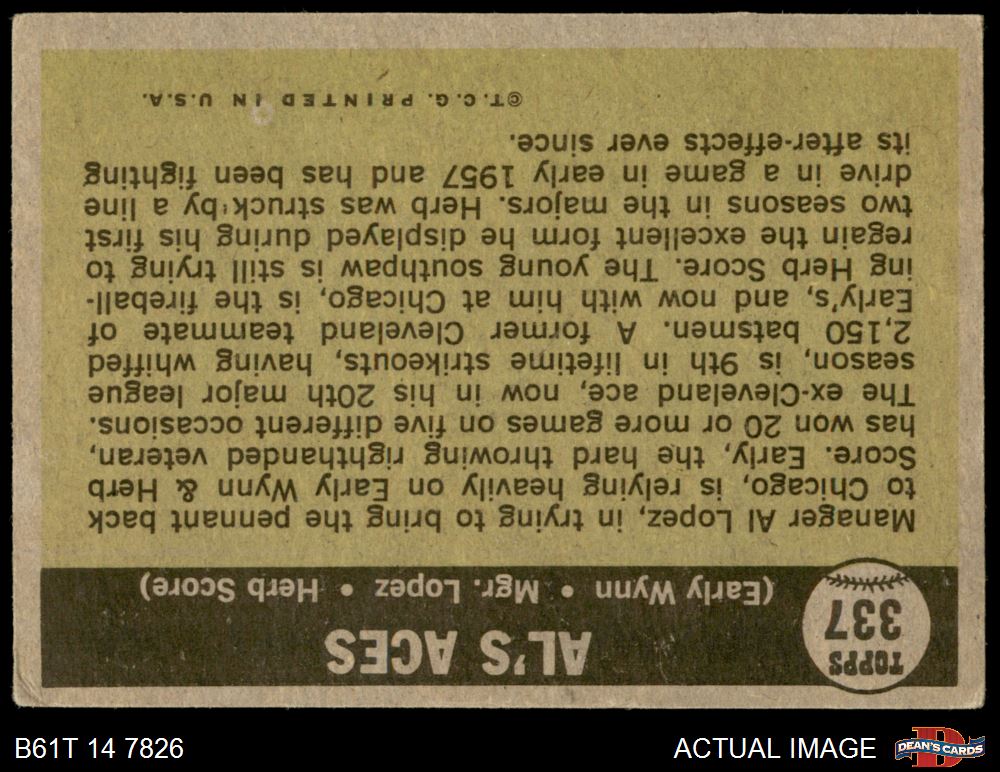 TOPPS
337
AL'S ACES
(Early Wynn • Mgr. Lopez • Herb Score)
Manager Al Lopez, in trying to bring the pennant back
to Chicago, is relying heavily on Early Wynn & Herb
Score. Early, the hard throwing righthanded veteran,
has won 20 or more games on five different occasions.
The ex-Cleveland ace, now in his 20th major league
season, is 9th in lifetime strikeouts, having whiffed
2,150 batsmen. A former Cleveland teammate of
Early's, and now with him at Chicago, is the fireball-
ing Herb Score. The young southpaw is still trying to
regain the excellent form he displayed during his first
two seasons in the majors. Herb was struck by a line
drive in a game in early 1957 and has been fighting
its after-effects ever since.
©T.C.G. PRINTED IN U.S.A.
B61T 14 7826
ACTUAL IMAGE
D
DEAN'S CARDS